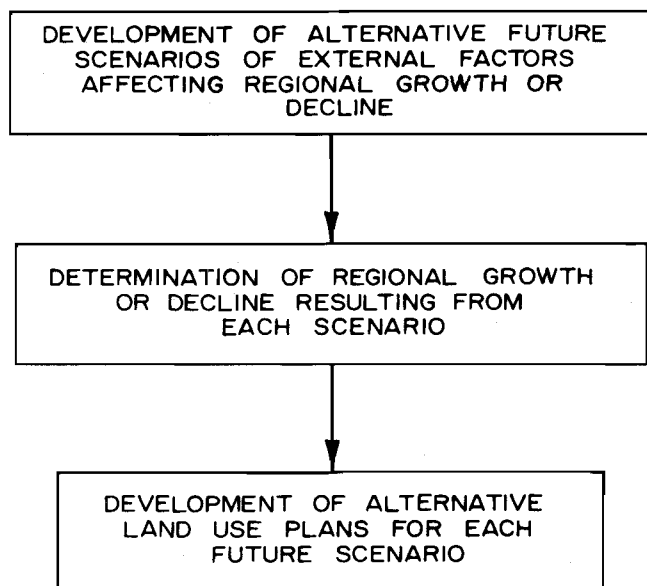 DEVELOPMENT OF ALTERNATIVE FUTURE
SCENARIOS OF EXTERNAL FACTORS
AFFECTING REGIONAL GROWTH OR
DECLINE
DETERMINATION OF REGIONAL GROWTH
OR DECLINE RESULTING FROM
EACH SCENARIO
DEVELOPMENT OF ALTERNATIVE
LAND USE PLANS FOR EACH
FUTURE SCENARIO